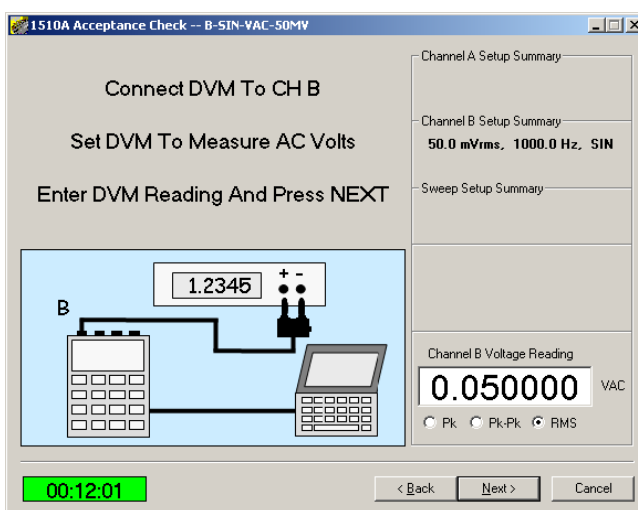 1510A Acceptance Check -- B-SIN-VAC-50MV
Connect DVM To CH B
Set DVM To Measure AC Volts
Enter DVM Reading And Press NEXT
B
1.2345
+ -
Channel A Setup Summary
Channel B Setup Summary
50.0 mVrms, 1000.0 Hz, SIN
Sweep Setup Summary
Channel B Voltage Reading
0.050000 VAC
Pk Pk-Pk RMS
00:12:01
< Back Next > Cancel